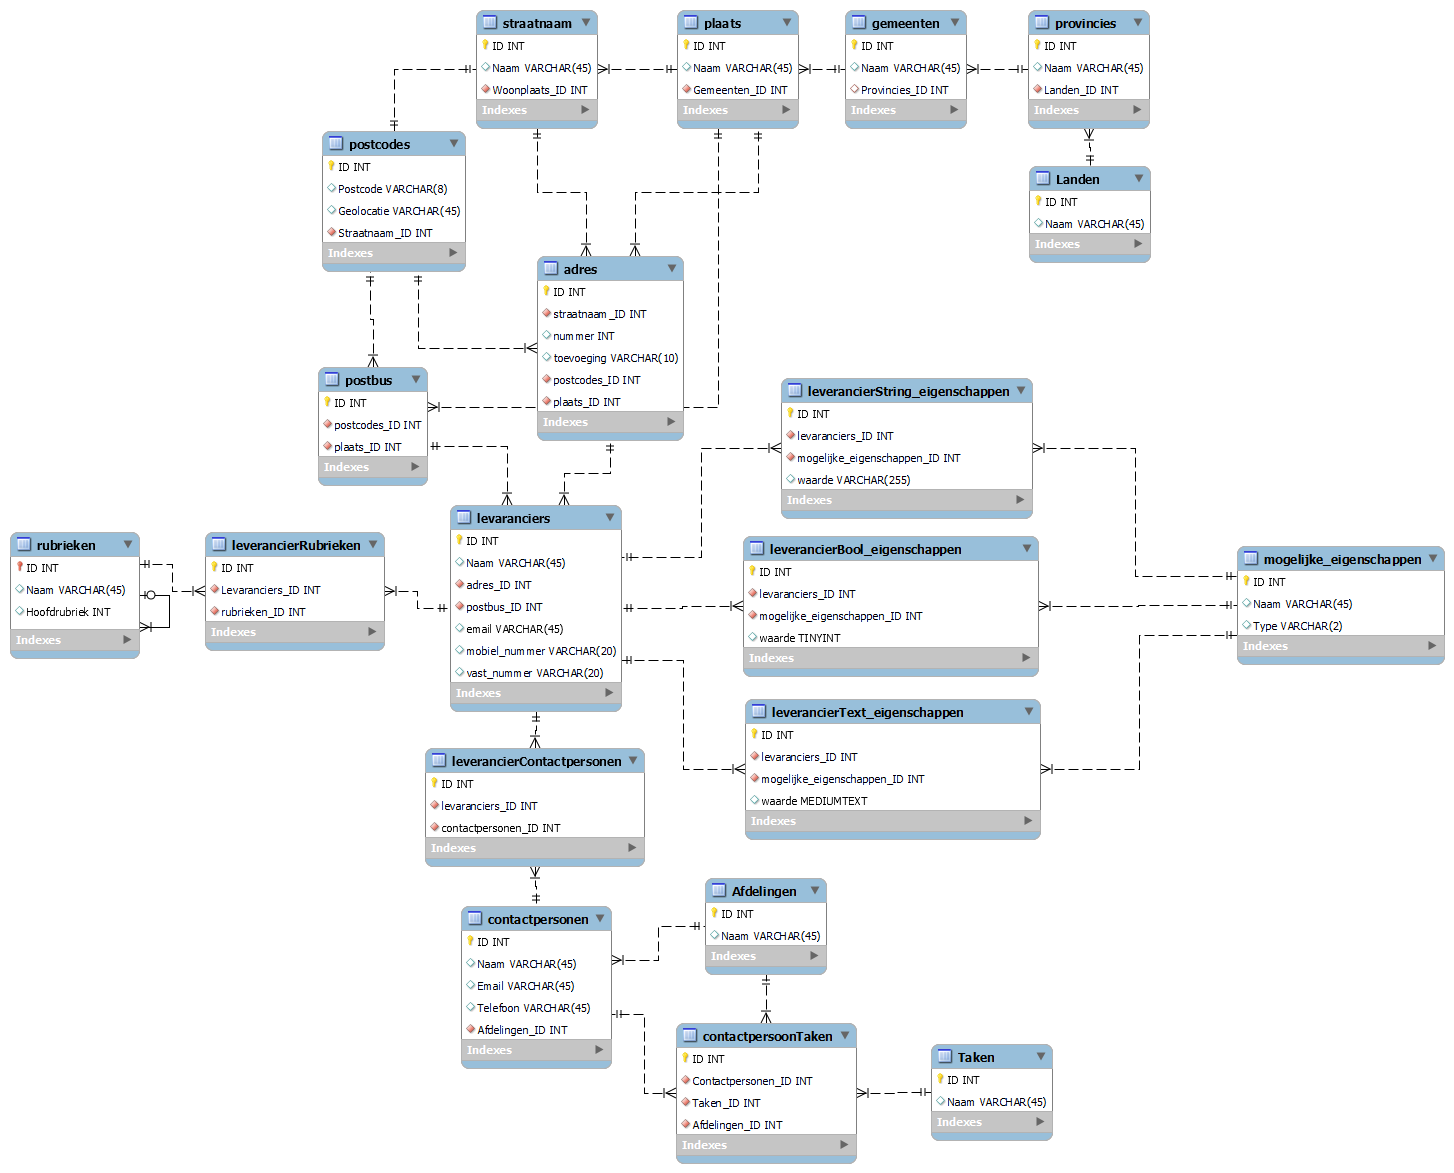 straatnaam
ID INT
Naam VARCHAR(45)
Woonplaats_ID INT
Indexes
plaats
ID INT
Naam VARCHAR(45)
Gemeenten_ID INT
Indexes
gemeenten
ID INT
Naam VARCHAR(45)
Provincies_ID INT
Indexes
provincies
ID INT
Naam VARCHAR(45)
Landen_ID INT
Indexes
postcodes
ID INT
Postcode VARCHAR(8)
Geolocatie VARCHAR(45)
Straatnaam_ID INT
Indexes
Landen
ID INT
Naam VARCHAR(45)
Indexes
adres
ID INT
straatnaam_ID INT
nummer INT
toevoeging VARCHAR(10)
postcodes_ID INT
plaats_ID INT
Indexes
postbus
ID INT
postcodes_ID INT
plaats_ID INT
Indexes
leverancierString_eigenschappen
ID INT
levaranciers_ID INT
mogelijke_eigenschappen_ID INT
waarde VARCHAR(255)
Indexes
levaranciers
ID INT
Naam VARCHAR(45)
adres_ID INT
postbus_ID INT
email VARCHAR(45)
mobiel_nummer VARCHAR(20)
vast_nummer VARCHAR(20)
Indexes
rubrieken
ID INT
Naam VARCHAR(45)
Hoofdrubriek INT
Indexes
leverancierRubrieken
ID INT
Levaranciers_ID INT
rubrieken_ID INT
Indexes
leverancierBool_eigenschappen
ID INT
levaranciers_ID INT
mogelijke_eigenschappen_ID INT
waarde TINYINT
Indexes
mogelijke_eigenschappen
ID INT
Naam VARCHAR(45)
Type VARCHAR(2)
Indexes
leverancierText_eigenschappen
ID INT
levaranciers_ID INT
mogelijke_eigenschappen_ID INT
waarde MEDIUMTEXT
Indexes
leverancierContactpersonen
ID INT
levaranciers_ID INT
contactpersonen_ID INT
Indexes
contactpersonen
ID INT
Naam VARCHAR(45)
Email VARCHAR(45)
Telefoon VARCHAR(45)
Afdelingen_ID INT
Indexes
Afdelingen
ID INT
Naam VARCHAR(45)
Indexes
contactpersoonTaken
ID INT
Contactpersonen_ID INT
Taken_ID INT
Afdelingen_ID INT
Indexes
Taken
ID INT
Naam VARCHAR(45)
Indexes